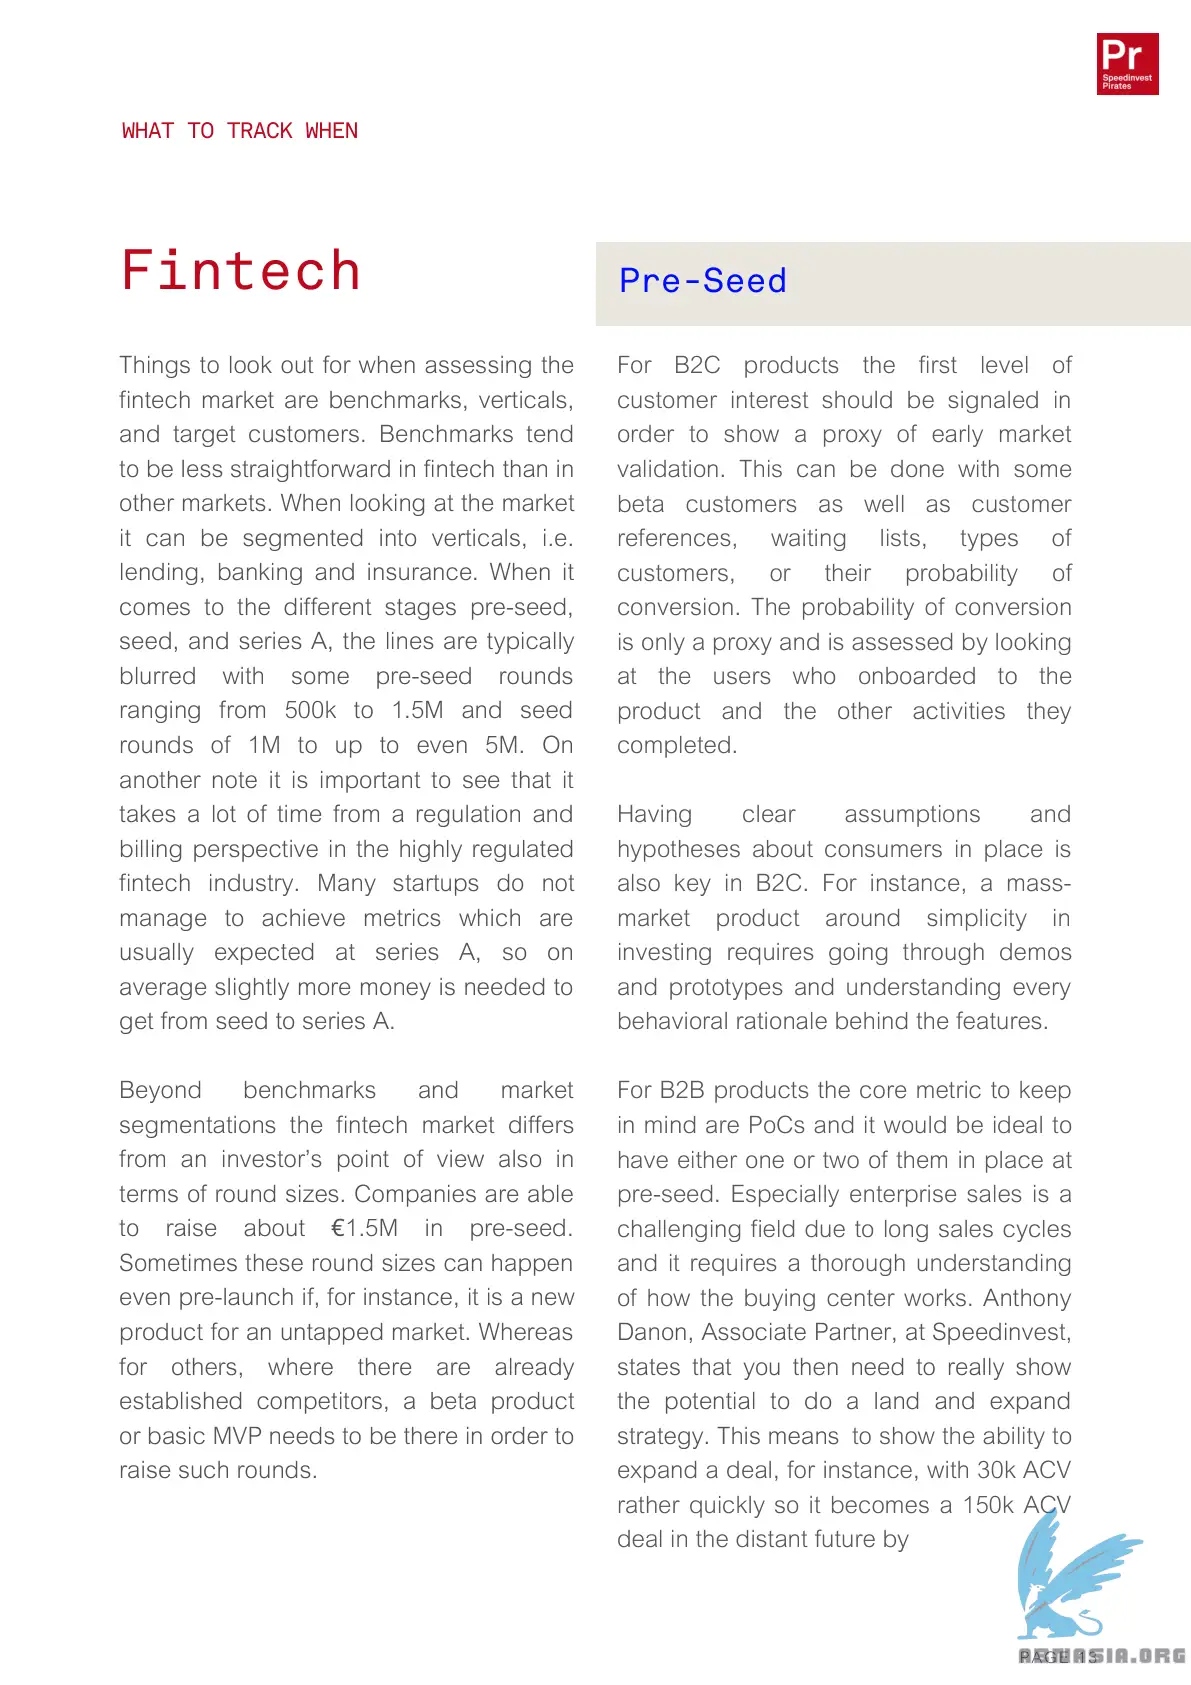 Pr
Speedinvest
Pirates
WHAT TO TRACK WHEN
Fintech
Things to look out for when assessing the
fintech market are benchmarks, verticals,
and target customers. Benchmarks tend
to be less straightforward in fintech than in
other markets. When looking at the market
it can be segmented into verticals, i.e.
lending, banking and insurance. When it
comes to the different stages pre-seed,
seed, and series A, the lines are typically
blurred with some pre-seed rounds
ranging from 500k to 1.5M and seed
rounds of 1M to up to even 5M. On
another note it is important to see that it
takes a lot of time from a regulation and
billing perspective in the highly regulated
fintech industry. Many startups do not
manage to achieve metrics which are
usually expected at series A, so on
average slightly more money is needed to
get from seed to series A.
Beyond benchmarks and market
segmentations the fintech market differs
from an investor’s point of view also in
terms of round sizes. Companies are able
to raise about €1.5M in pre-seed.
Sometimes these round sizes can happen
even pre-launch if, for instance, it is a new
product for an untapped market. Whereas
for others, where there are already
established competitors, a beta product
or basic MVP needs to be there in order to
raise such rounds.
Pre-Seed
For B2C products the first level of
customer interest should be signaled in
order to show a proxy of early market
validation. This can be done with some
beta customers as well as customer
references, waiting lists, types of
customers, or their probability of
conversion. The probability of conversion
is only a proxy and is assessed by looking
at the users who onboarded to the
product and the other activities they
completed.
Having clear assumptions and
hypotheses about consumers in place is
also key in B2C. For instance, a mass-
market product around simplicity in
investing requires going through demos
and prototypes and understanding every
behavioral rationale behind the features.
For B2B products the core metric to keep
in mind are PoCs and it would be ideal to
have either one or two of them in place at
pre-seed. Especially enterprise sales is a
challenging field due to long sales cycles
and it requires a thorough understanding
of how the buying center works. Anthony
Danon, Associate Partner, at Speedinvest,
states that you then need to really show
the potential to do a land and expand
strategy. This means to show the ability to
expand a deal, for instance, with 30k ACV
rather quickly so it becomes a 150k ACV
deal in the distant future by
PAGE 13